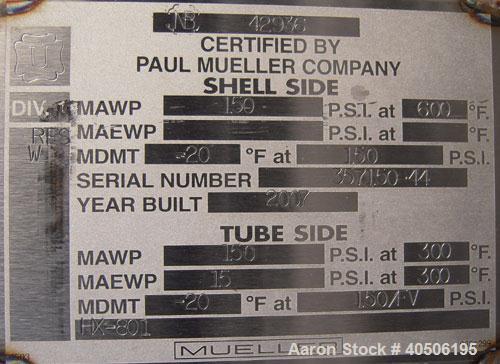 NB 42936
CERTIFIED BY
PAUL MUELLER COMPANY
SHELL SIDE
U
DIV.
MAWP 150 P.S.I. at 600 °F.
MAEWP P.S.I. at °F.
RES
W
MDMT -20 °F at 150 P.S.I.
SERIAL NUMBER 357150-44
YEAR BUILT 2007
TUBE SIDE
MAWP 150 P.S.I. at 300 °F.
MAEWP 15 P.S.I. at 300 °F.
MDMT -20 °F at 150/FV P.S.I.
HX-801
MUELLER
Aaron Stock # 40506195